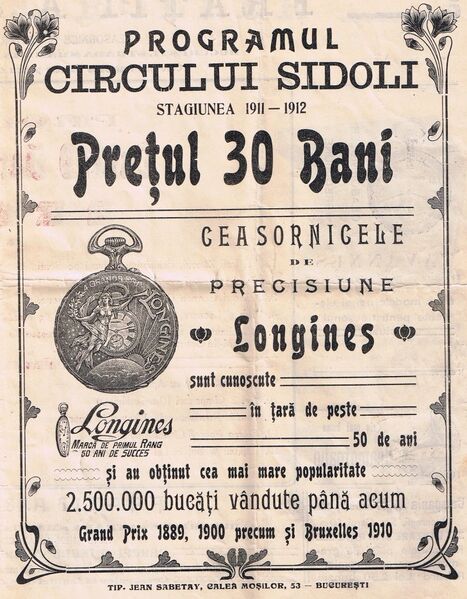 PROGRAMUL
CIRCULUI SIDOLI
STAGIUNEA 1911—1912
Prețul 30 Bani
CEASORNICELE
DE
PRECISIUNE
Longines
sunt cunoscute
în țară de peste
50 de ani
LONGINES
Longines
MARCĂ DE PRIMUL RANG
50 ANI DE SUCCES
și au obținut cea mai mare popularitate
2.500.000 bucăți vândute până acum
Grand Prix 1889, 1900 precum și Bruxelles 1910
TIP. JEAN SABETAY, CALEA MOȘILOR, 53 — BUCUREȘTI